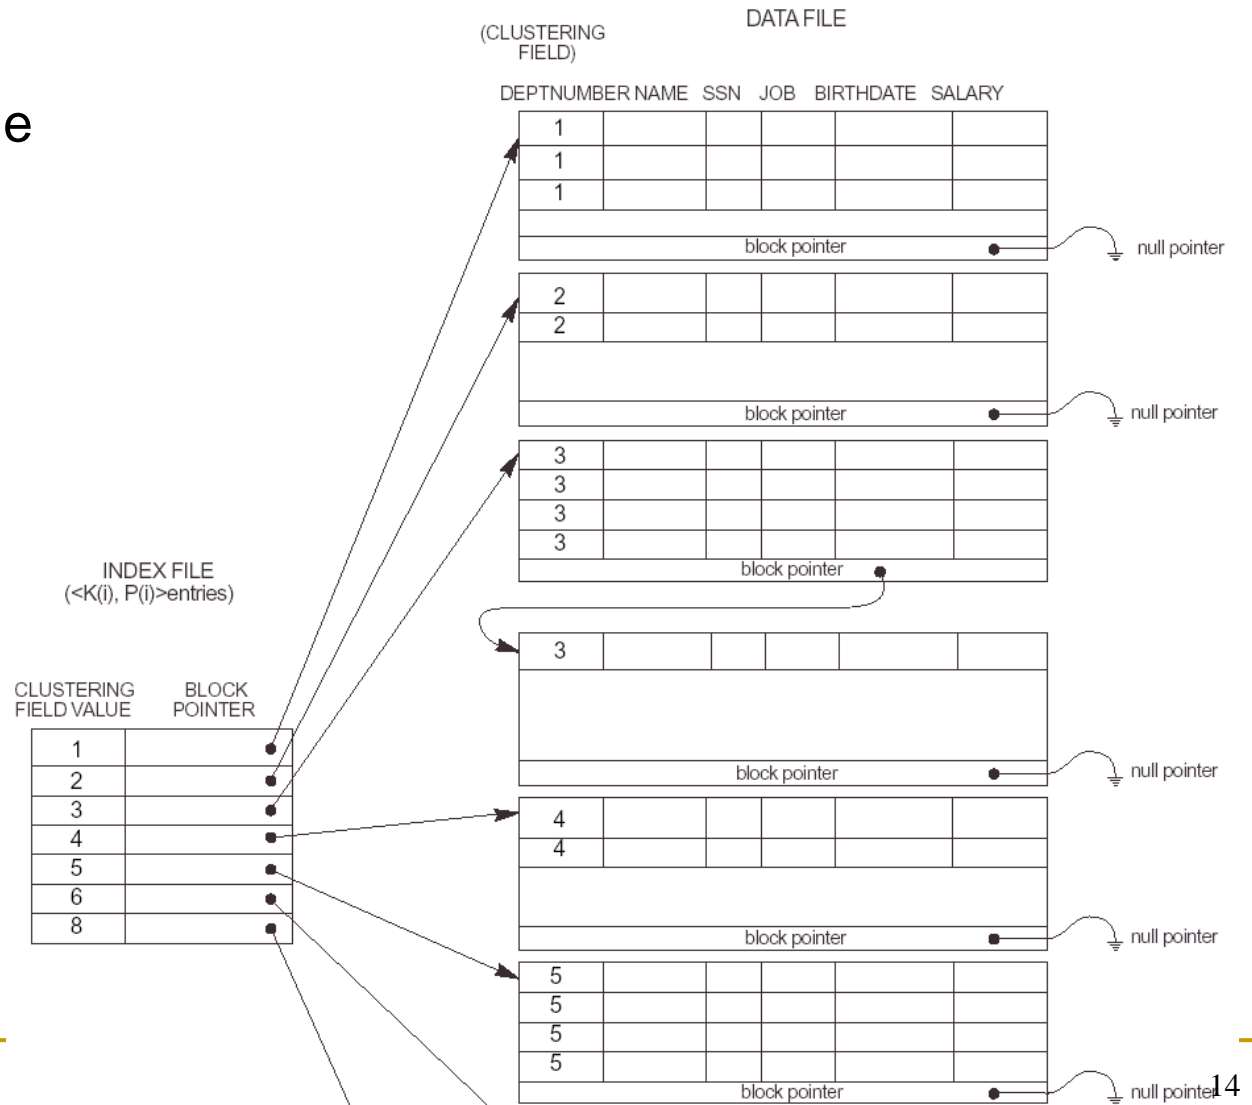 DATA FILE
(CLUSTERING
FIELD)
DEPTNUMBER NAME SSN JOB BIRTHDATE SALARY
e
1
1
1
block pointer
null pointer
2
2
block pointer
null pointer
3
3
3
3
block pointer
3
block pointer
null pointer
4
4
block pointer
null pointer
5
5
5
5
block pointer
null pointer
INDEX FILE
(<K(i), P(i)>entries)
CLUSTERING
FIELD VALUE
BLOCK
POINTER
1
2
3
4
5
6
8
14